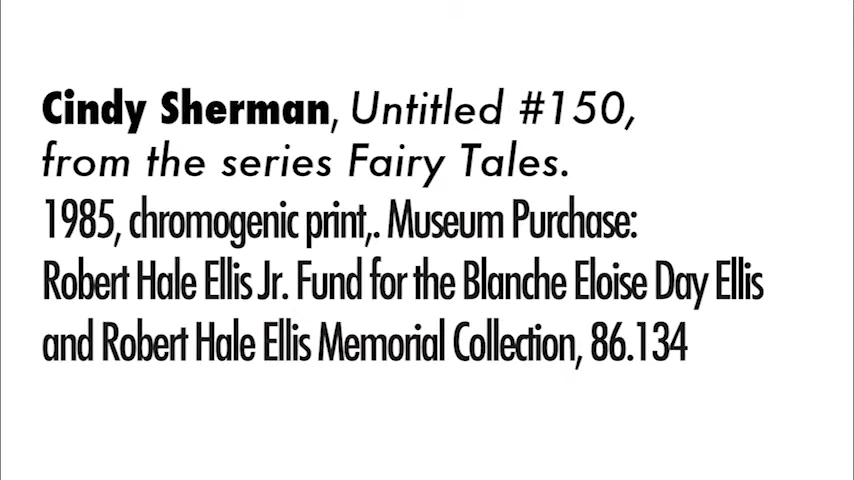 Cindy Sherman, Untitled #150,
from the series Fairy Tales.
1985, chromogenic print,. Museum Purchase:
Robert Hale Ellis Jr. Fund for the Blanche Eloise Day Ellis
and Robert Hale Ellis Memorial Collection, 86.134